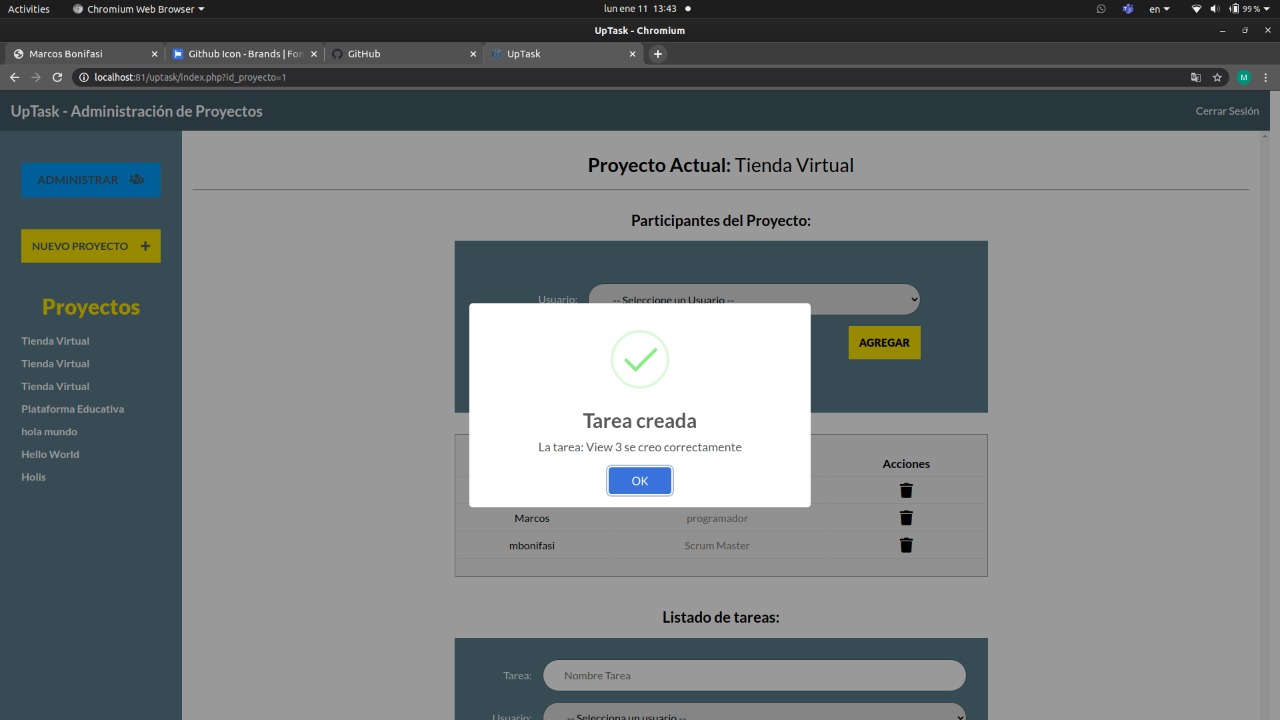 Activities
Chromium Web Browser
lun ene 11 13:43
en
99 %
UpTask - Chromium
Marcos Bonifasi
Github Icon - Brands | Fon
GitHub
UpTask
localhost:81/uptask/index.php?id_proyecto=1
M
UpTask - Administración de Proyectos
Cerrar Sesión
ADMINISTRAR
NUEVO PROYECTO
Proyectos
Tienda Virtual
Tienda Virtual
Tienda Virtual
Plataforma Educativa
hola mundo
Hello World
Holls
Proyecto Actual: Tienda Virtual
Participantes del Proyecto:
Usuario:
-- Seleccione un Usuario --
AGREGAR
Tarea creada
La tarea: View 3 se creo correctamente
OK
Acciones
Marcos programador
mbonifasi Scrum Master
Listado de tareas:
Tarea: Nombre Tarea
Usuario: -- Selecciona un usuario --